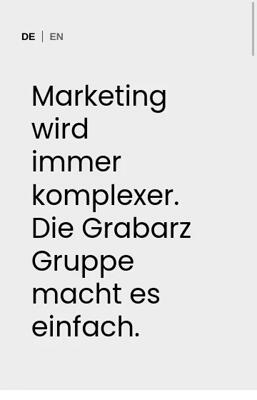 DE | EN
Marketing
wird
immer
komplexer.
Die Grabarz
Gruppe
macht es
einfach.